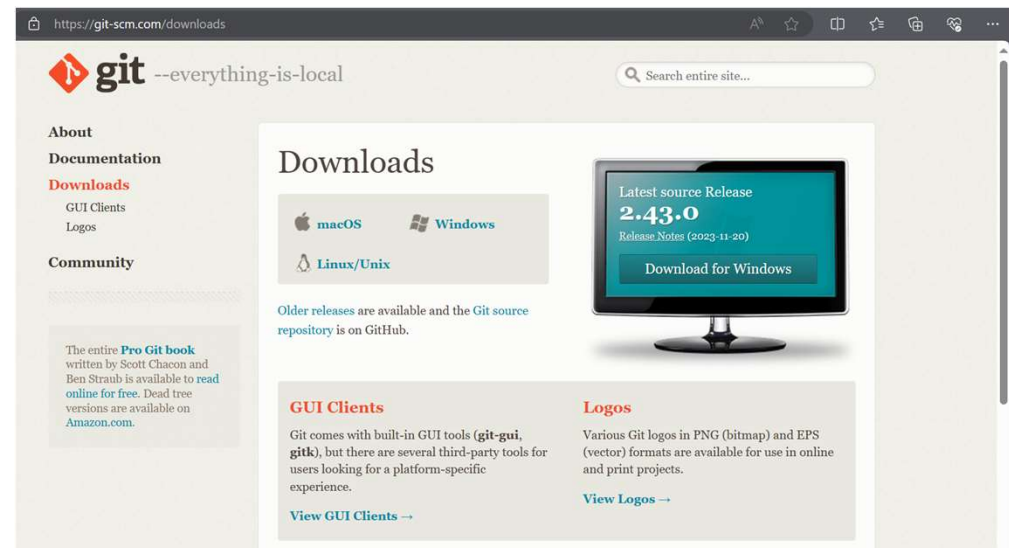 https://git-scm.com/downloads
git --everything-is-local
Search entire site...
About
Documentation
Downloads
GUI Clients
Logos
Community
The entire Pro Git book
written by Scott Chacon and
Ben Straub is available to read
online for free. Dead tree
versions are available on
Amazon.com.
Downloads
macOS
Windows
Linux/Unix
Older releases are available and the Git source
repository is on GitHub.
Latest source Release
2.43.0
Release Notes (2023-11-20)
Download for Windows
GUI Clients
Git comes with built-in GUI tools (git-gui,
gitk), but there are several third-party tools for
users looking for a platform-specific
experience.
View GUI Clients →
Logos
Various Git logos in PNG (bitmap) and EPS
(vector) formats are available for use in online
and print projects.
View Logos →